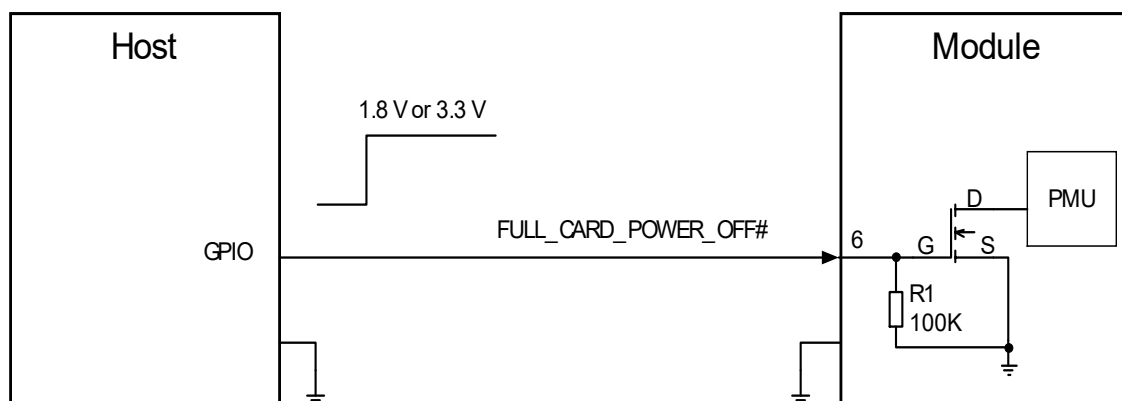 Host
Module
1.8 V or 3.3 V
D
PMU
FULL_CARD_POWER_OFF#
GPIO
6
G
S
R1
100K